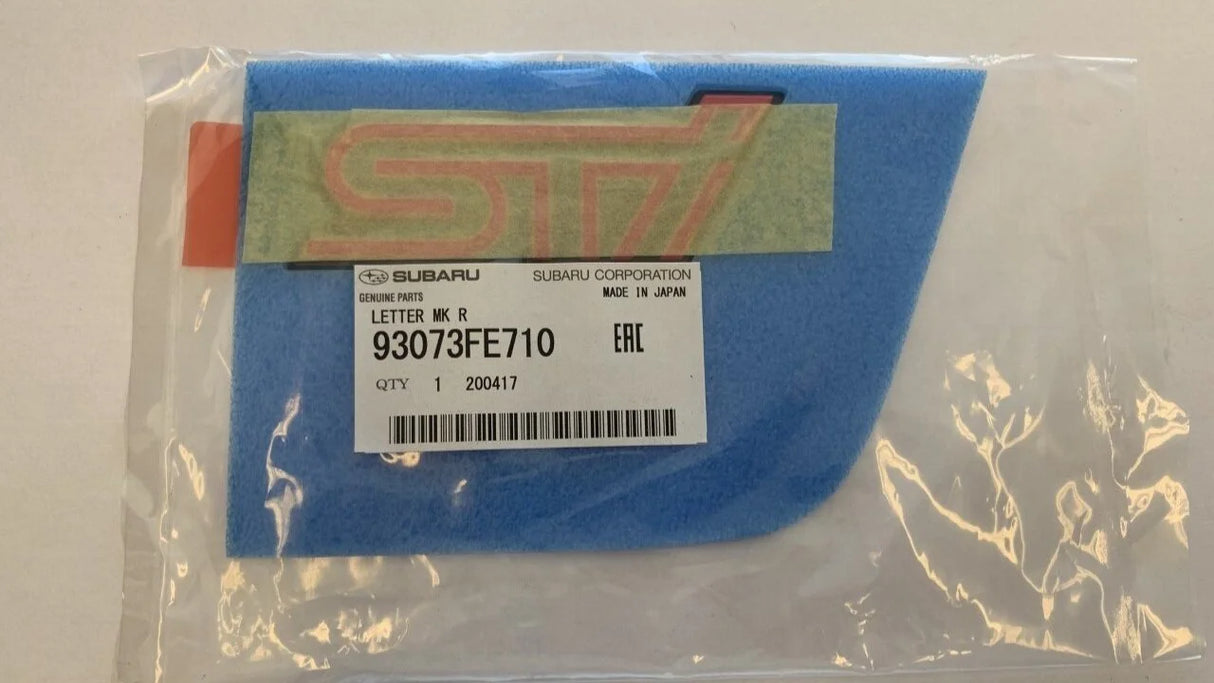 STI
SUBARU SUBARU CORPORATION
GENUINE PARTS MADE IN JAPAN
LETTER MK R
93073FE710 EAC
QTY 1 200417